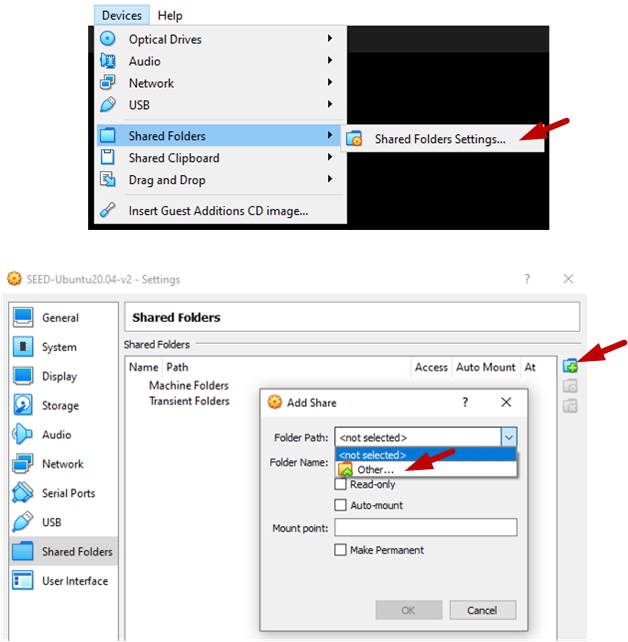 Devices Help
Optical Drives
Audio
Network
USB
Shared Folders
Shared Folders Settings...
Shared Clipboard
Drag and Drop
Insert Guest Additions CD image...
SEED-Ubuntu20.04-v2 - Settings ?
General
System
Display
Storage
Audio
Network
Serial Ports
USB
Shared Folders
User Interface
Shared Folders
Shared Folders
Name Path Access Auto Mount At
Machine Folders
Transient Folders
Add Share ?
Folder Path: <not selected>
<not selected>
Other...
Folder Name:
Read-only
Auto-mount
Mount point:
Make Permanent
OK Cancel